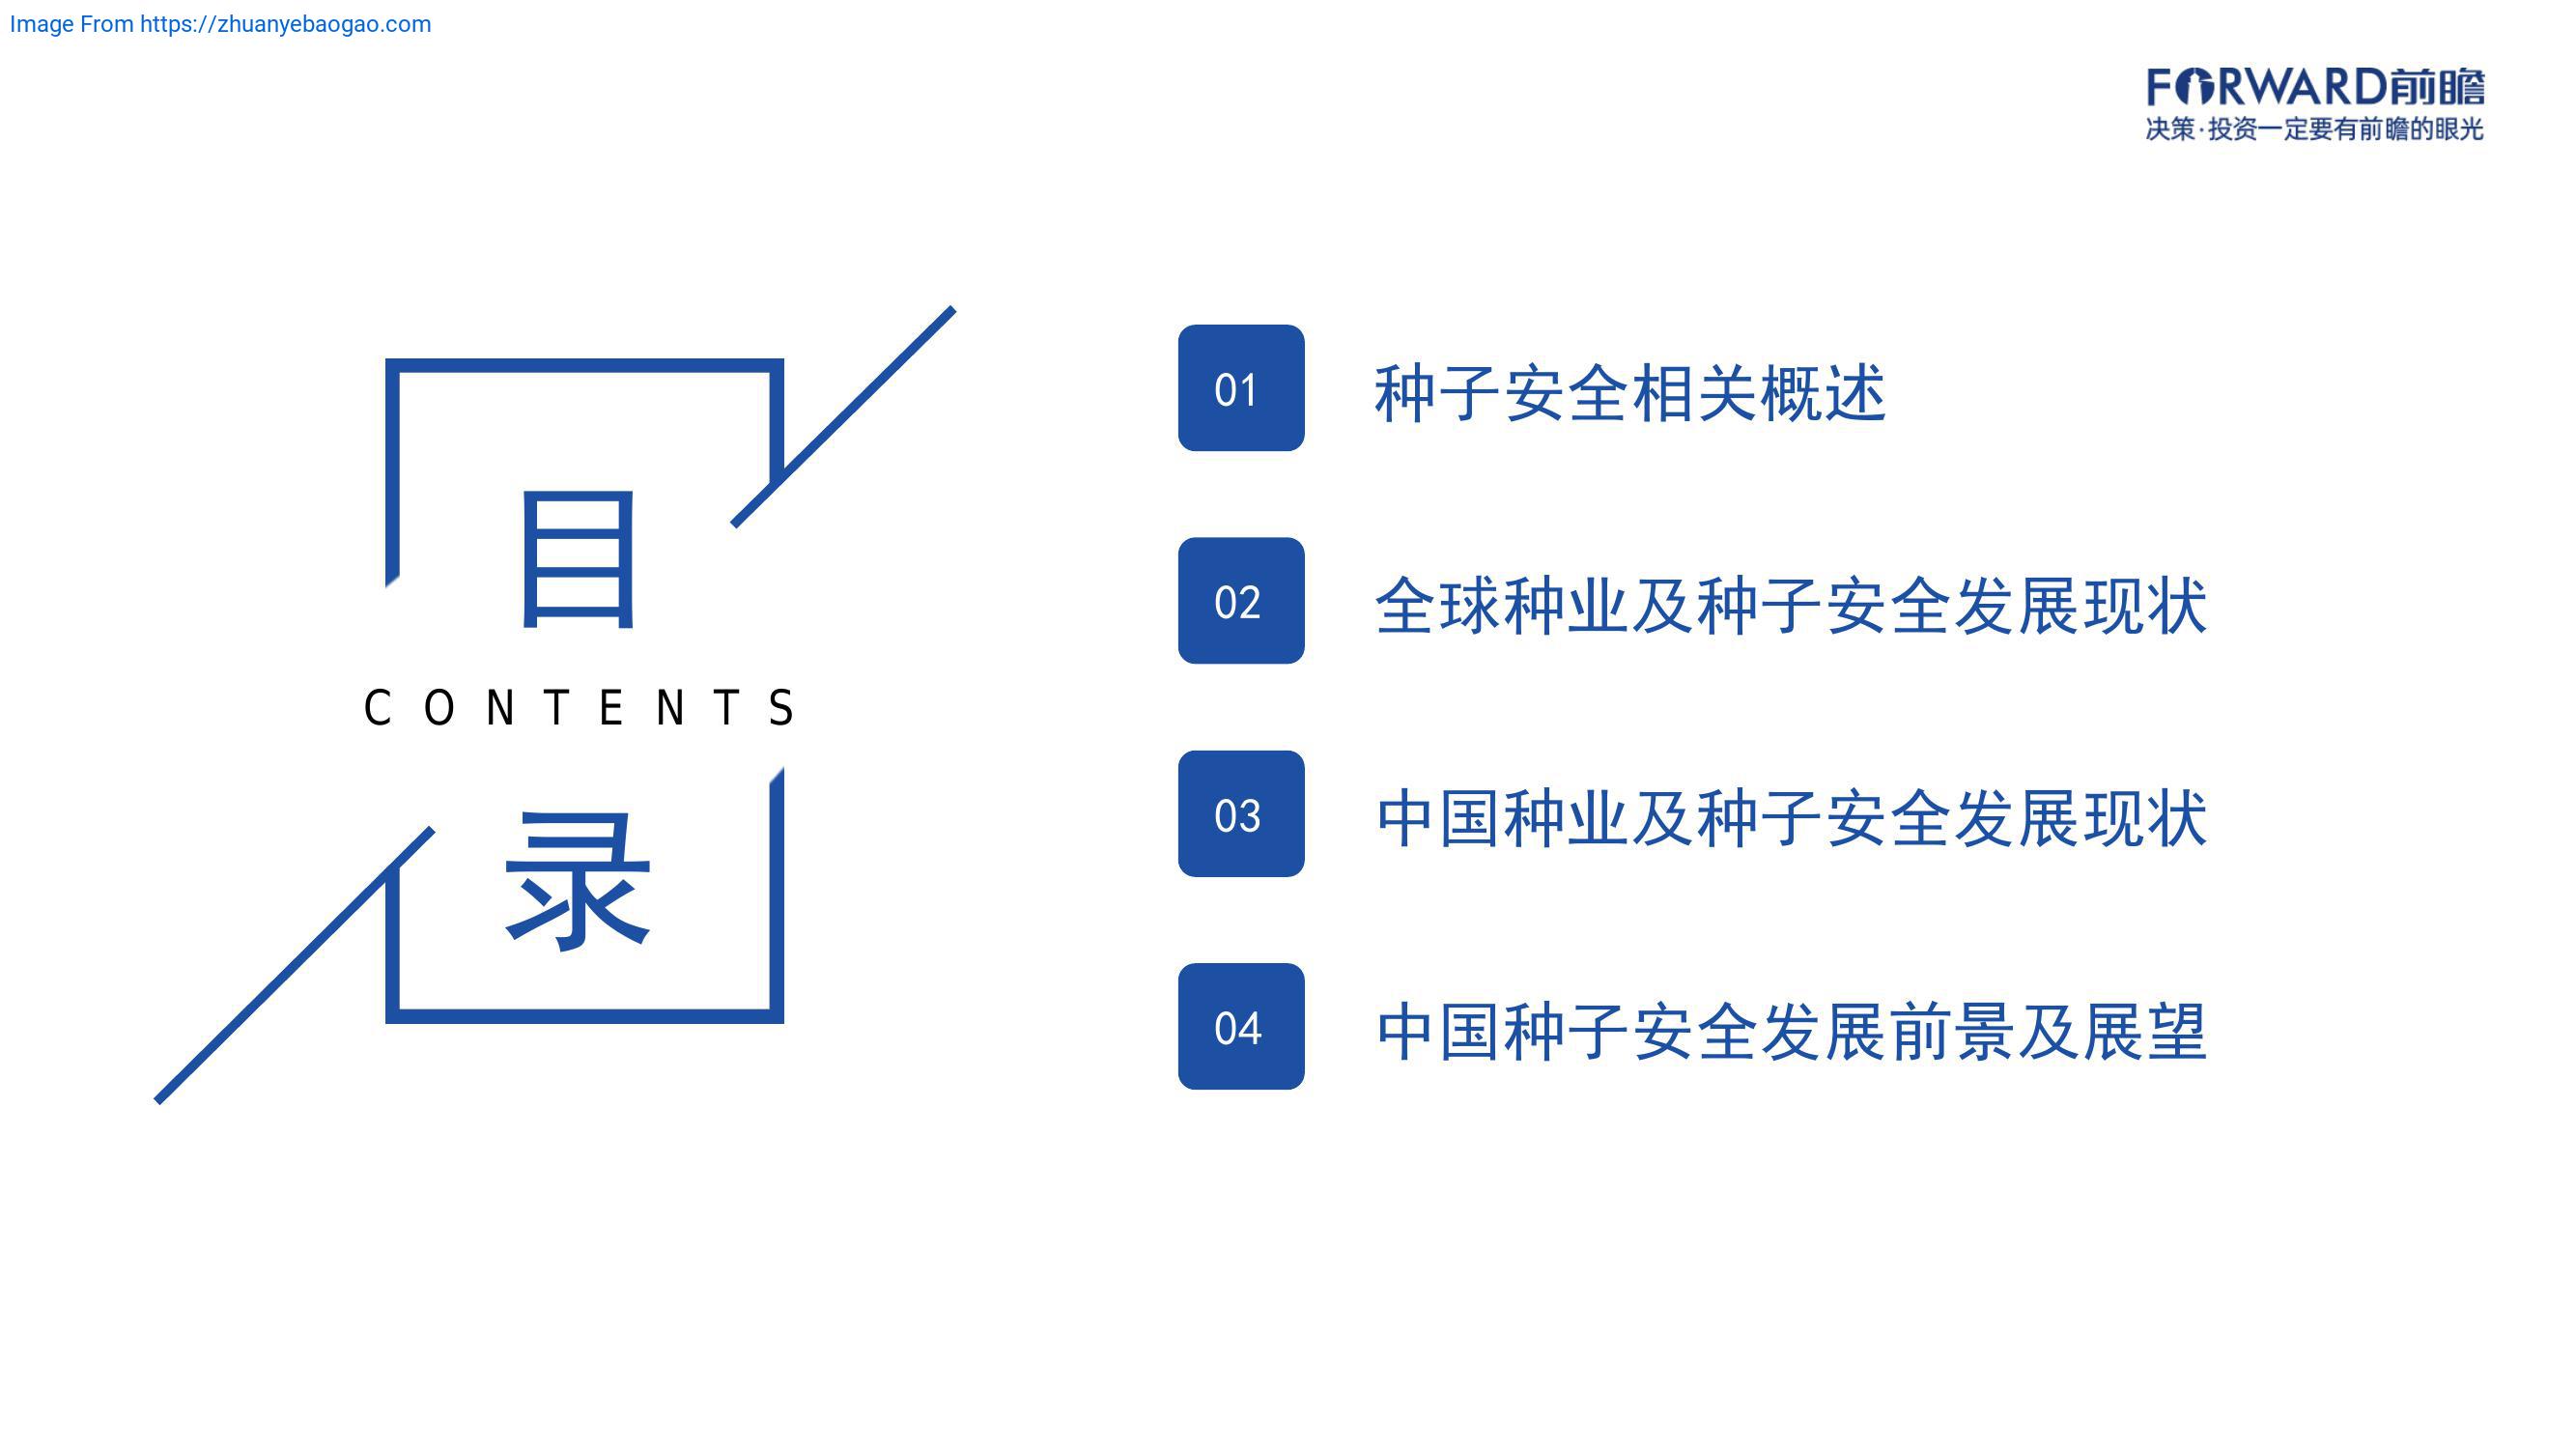 Image From https://zhuanyebaogao.com
FORWARD前瞻
决策·投资一定要有前瞻的眼光
目
CONTENTS
录
01 种子安全相关概述
02 全球种业及种子安全发展现状
03 中国种业及种子安全发展现状
04 中国种子安全发展前景及展望